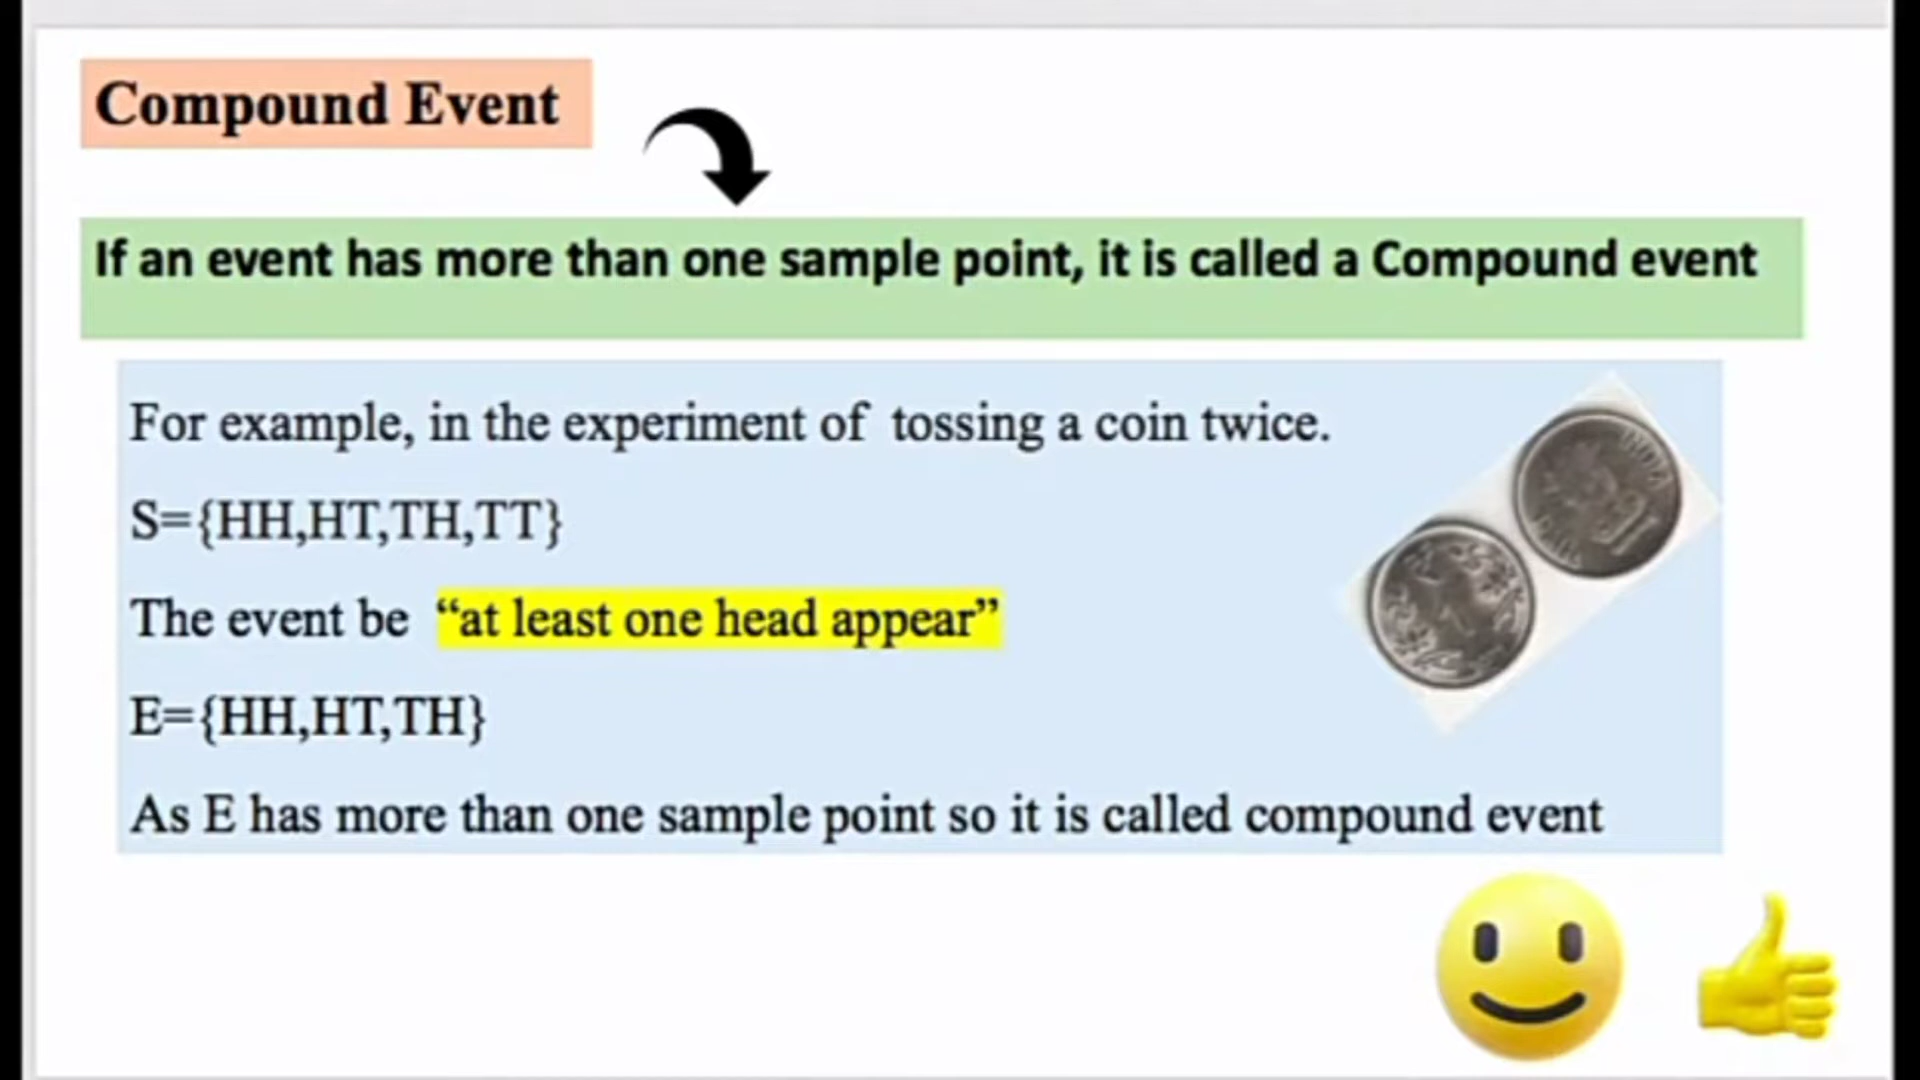 Compound Event
If an event has more than one sample point, it is called a Compound event
For example, in the experiment of tossing a coin twice.
S={HH,HT,TH,TT}
The event be “at least one head appear”
E={HH,HT,TH}
As E has more than one sample point so it is called compound event